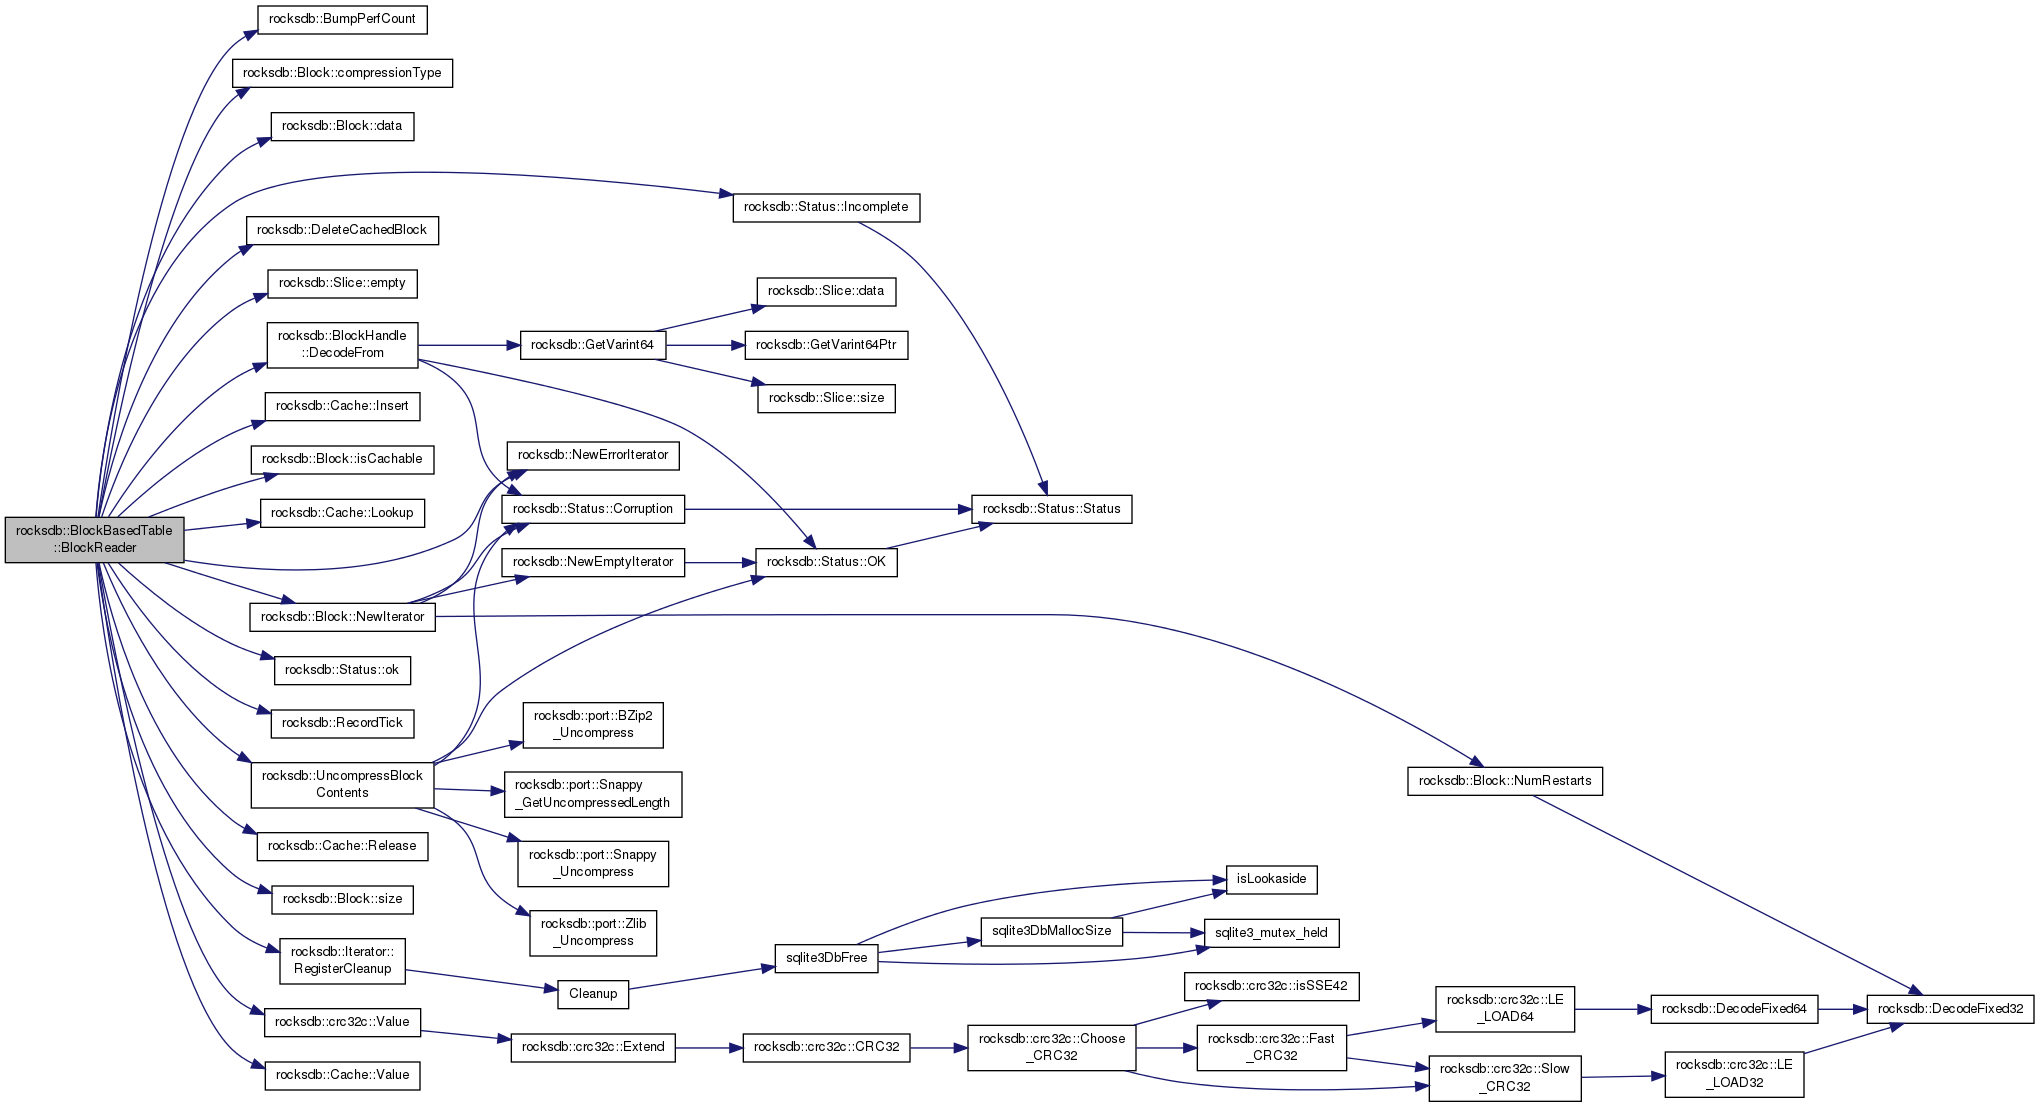 rocksdb::BumpPerfCount
rocksdb::Block::compressionType
rocksdb::Block::data
rocksdb::Status::Incomplete
rocksdb::DeleteCachedBlock
rocksdb::Slice::empty
rocksdb::Slice::data
rocksdb::BlockHandle
::DecodeFrom
rocksdb::GetVarint64
rocksdb::GetVarint64Ptr
rocksdb::Slice::size
rocksdb::Cache::Insert
rocksdb::Block::isCachable
rocksdb::NewErrorIterator
rocksdb::Cache::Lookup
rocksdb::Status::Corruption
rocksdb::Status::Status
rocksdb::BlockBasedTable
::BlockReader
rocksdb::NewEmptyIterator
rocksdb::Status::OK
rocksdb::Block::NewIterator
rocksdb::Status::ok
rocksdb::RecordTick
rocksdb::port::BZip2
_Uncompress
rocksdb::UncompressBlock
Contents
rocksdb::port::Snappy
_GetUncompressedLength
rocksdb::Block::NumRestarts
rocksdb::Cache::Release
rocksdb::port::Snappy
_Uncompress
isLookaside
rocksdb::Block::size
rocksdb::port::Zlib
_Uncompress
sqlite3DbMallocSize
sqlite3_mutex_held
rocksdb::Iterator::
RegisterCleanup
sqlite3DbFree
Cleanup
rocksdb::crc32c::isSSE42
rocksdb::crc32c::LE
_LOAD64
rocksdb::DecodeFixed64
rocksdb::DecodeFixed32
rocksdb::crc32c::Value
rocksdb::crc32c::Extend
rocksdb::crc32c::CRC32
rocksdb::crc32c::Choose
_CRC32
rocksdb::crc32c::Fast
_CRC32
rocksdb::Cache::Value
rocksdb::crc32c::Slow
_CRC32
rocksdb::crc32c::LE
_LOAD32